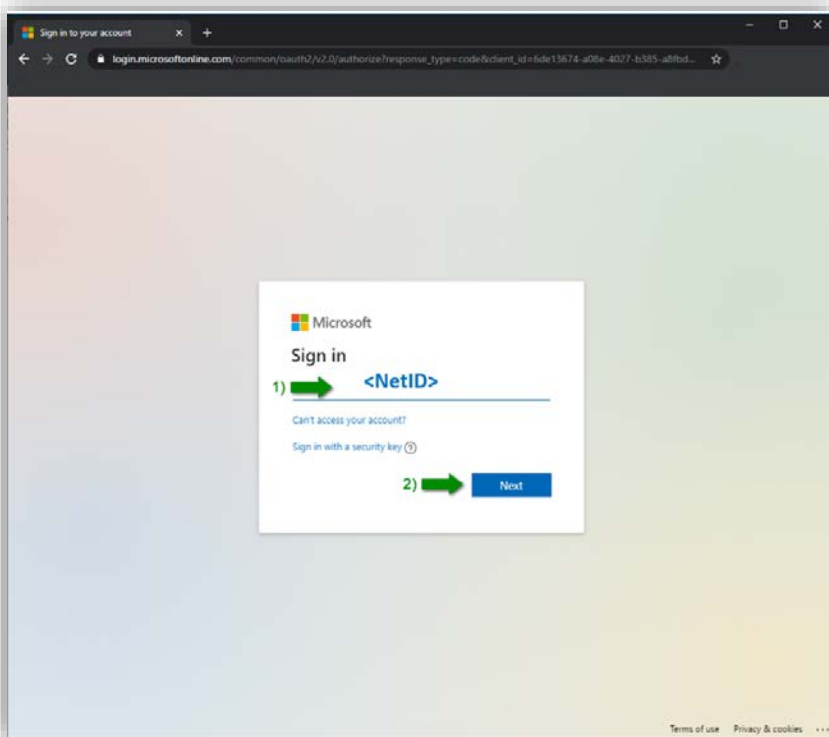 Sign in to your account
login.microsoftonline.com/common/oauth2/v2.0/authorize?response_type=code&client_id=6de13674-a08e-4027-b385-a8fbd...
Microsoft
Sign in
1) <NetID>
Can't access your account?
Sign in with a security key
2) Next
Terms of use Privacy & cookies ...